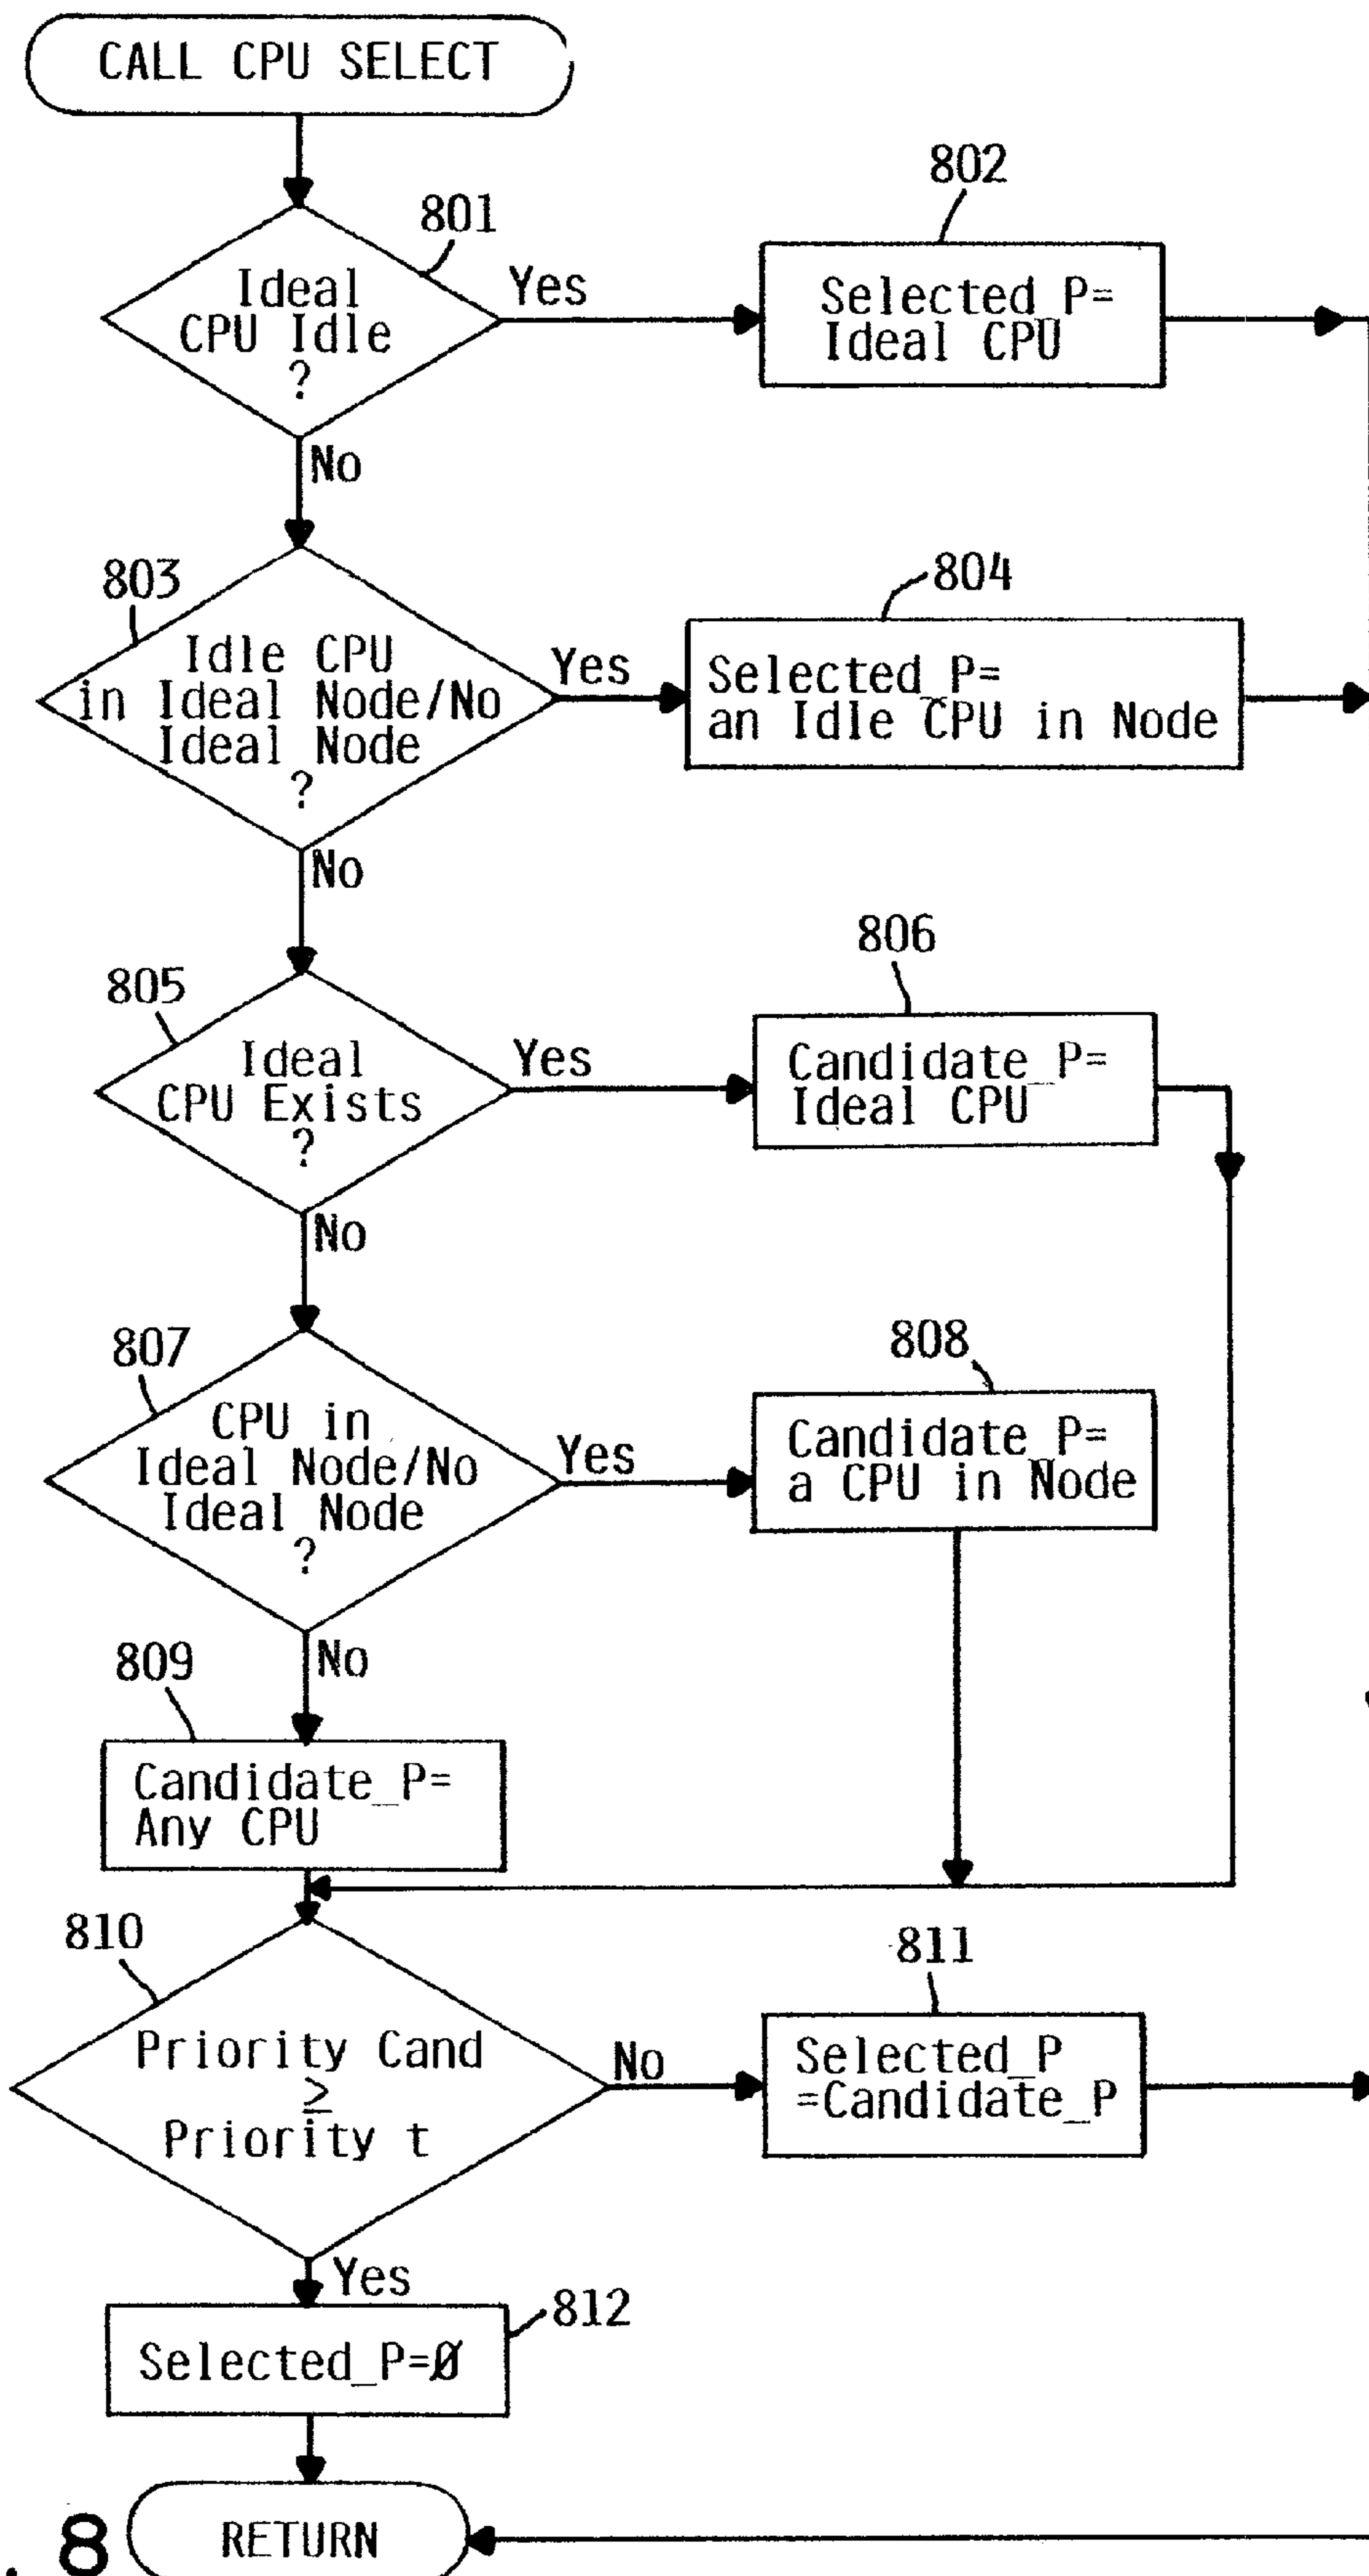 CALL CPU SELECT
801
Ideal
CPU Idle
?
Yes
No
802
Selected_P=
Ideal CPU
803
Idle CPU
in Ideal Node/No
Ideal Node
?
Yes
No
804
Selected_P=
an Idle CPU in Node
805
Ideal
CPU Exists
?
Yes
No
806
Candidate_P=
Ideal CPU
807
CPU in
Ideal Node/No
Ideal Node
?
Yes
No
808
Candidate_P=
a CPU in Node
809
Candidate_P=
Any CPU
810
Priority Cand
≥
Priority t
No
Yes
811
Selected_P
=Candidate_P
812
Selected_P=Ø
RETURN
. 8